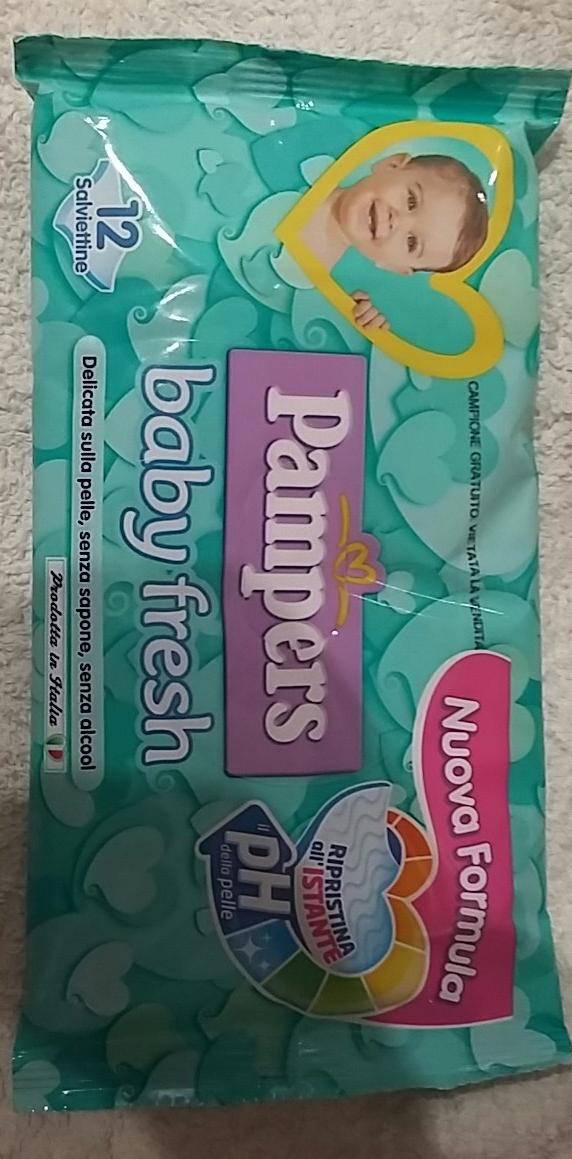 CAMPIONE GRATUITO. VIETATA LA VENDITA
Nuova Formula
Pampers
RIPRISTINA
all'ISTANTE
il pH
della pelle
baby fresh
12
Salviettine
Delicata sulla pelle, senza sapone, senza alcool
Prodotto in Italia